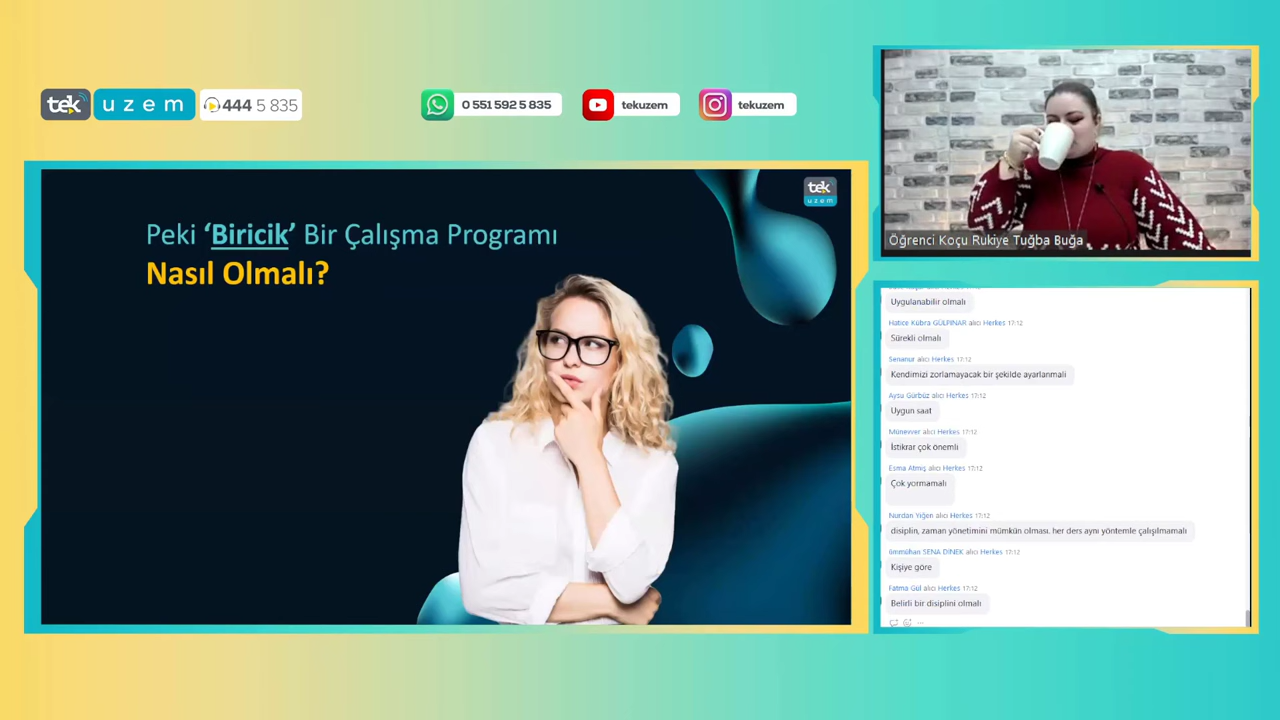 tek uzem 444 5 835
0 551 592 5 835
tekuzem
tekuzem
tek
uzem
Peki ‘Biricik’ Bir Çalışma Programı
Nasıl Olmalı?
Öğrenci Koçu Rukiye Tuğba Buğa
Uygulanabilir olmalı
Hatice Kübra GÜLPINAR alıcı Herkes 17:12
Sürekli olmalı
Senanur alıcı Herkes 17:12
Kendimizi zorlamayacak bir şekilde ayarlanmali
Aysu Gürbüz alıcı Herkes 17:12
Uygun saat
Münevver alıcı Herkes 17:12
İstikrar çok önemli
Esma Atmış alıcı Herkes 17:12
Çok yormamalı
Nurdan Yiğen alıcı Herkes 17:12
disiplin, zaman yönetimini mümkün olması. her ders aynı yöntemle çalışılmamalı
ümmühan SENA DİNEK alıcı Herkes 17:12
Kişiye göre
Fatma Gül alıcı Herkes 17:12
Belirli bir disiplini olmalı